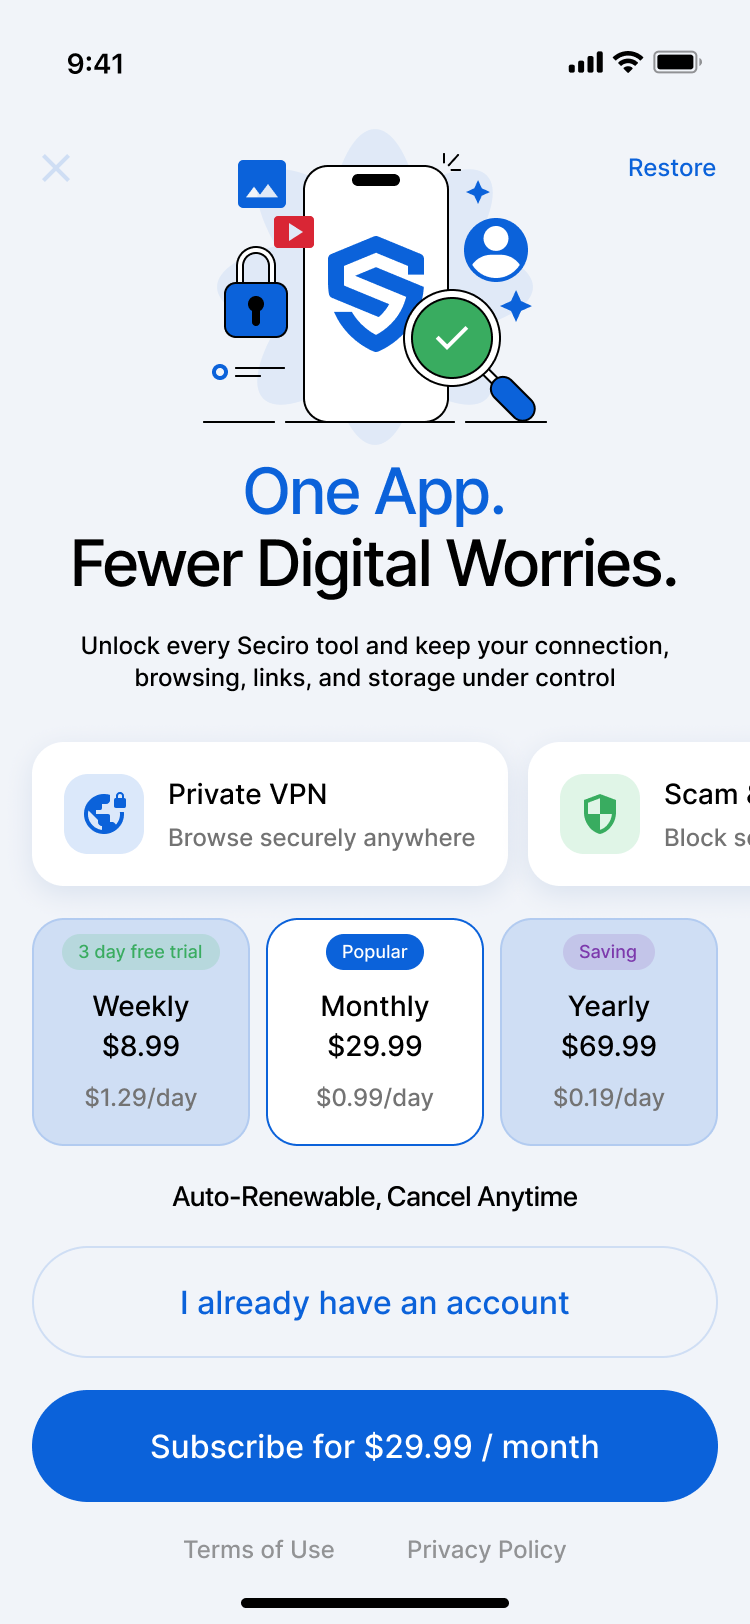 9:41
Restore
One App.
Fewer Digital Worries.
Unlock every Seciro tool and keep your connection,
browsing, links, and storage under control
Private VPN
Browse securely anywhere
Scam &
Block
3 day free trial
Weekly
$8.99
$1.29/day
Popular
Monthly
$29.99
$0.99/day
Saving
Yearly
$69.99
$0.19/day
Auto-Renewable, Cancel Anytime
I already have an account
Subscribe for $29.99 / month
Terms of Use
Privacy Policy